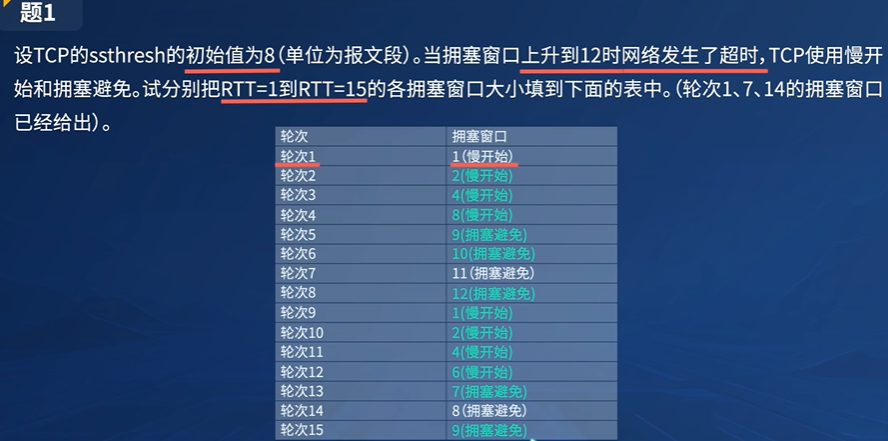 题1
设TCP的ssthresh的初始值为8(单位为报文段)。当拥塞窗口上升到12时网络发生了超时,TCP使用慢开
始和拥塞避免。试分别把RTT=1到RTT=15的各拥塞窗口大小填到下面的表中。(轮次1、7、14的拥塞窗口
已经给出)。
轮次 拥塞窗口
轮次1 1(慢开始)
轮次2 2(慢开始)
轮次3 4(慢开始)
轮次4 8(慢开始)
轮次5 9(拥塞避免)
轮次6 10(拥塞避免)
轮次7 11(拥塞避免)
轮次8 12(拥塞避免)
轮次9 1(慢开始)
轮次10 2(慢开始)
轮次11 4(慢开始)
轮次12 6(慢开始)
轮次13 7(拥塞避免)
轮次14 8(拥塞避免)
轮次15 9(拥塞避免)